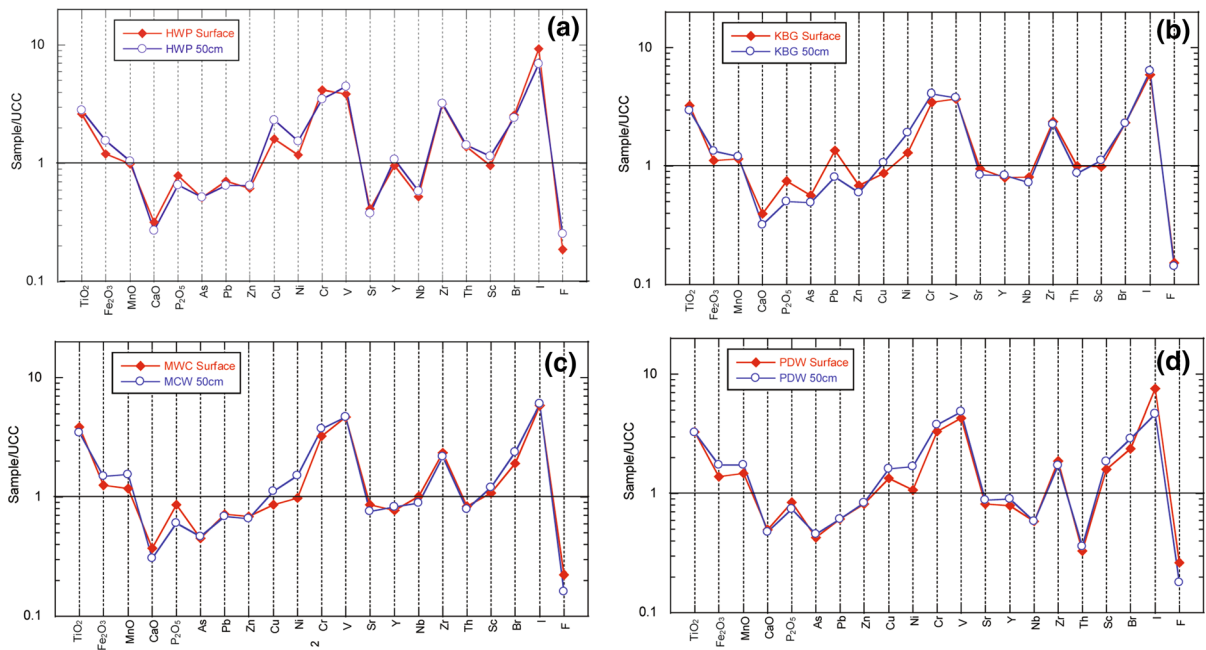 (a)
HWP Surface
HWP 50cm
10
1
0.1
Sample/UCC
TiO₂ Fe₂O₃ MnO CaO P₂O₅ As Pb Zn Cu Ni Cr V Sr Y Nb Zr Th Sc Br I F
(b)
KBG Surface
KBG 50cm
10
1
0.1
Sample/UCC
TiO₂ Fe₂O₃ MnO CaO P₂O₅ As Pb Zn Cu Ni Cr V Sr Y Nb Zr Th Sc Br I F
(c)
MWC Surface
MCW 50cm
10
1
0.1
Sample/UCC
TiO₂ Fe₂O₃ MnO CaO P₂O₅ As Pb Zn Cu Ni Cr V Sr Y Nb Zr Th Sc Br I F
2
(d)
PDW Surface
PDW 50cm
10
1
0.1
Sample/UCC
TiO₂ Fe₂O₃ MnO CaO P₂O₅ As Pb Zn Cu Ni Cr V Sr Y Nb Zr Th Sc Br I F